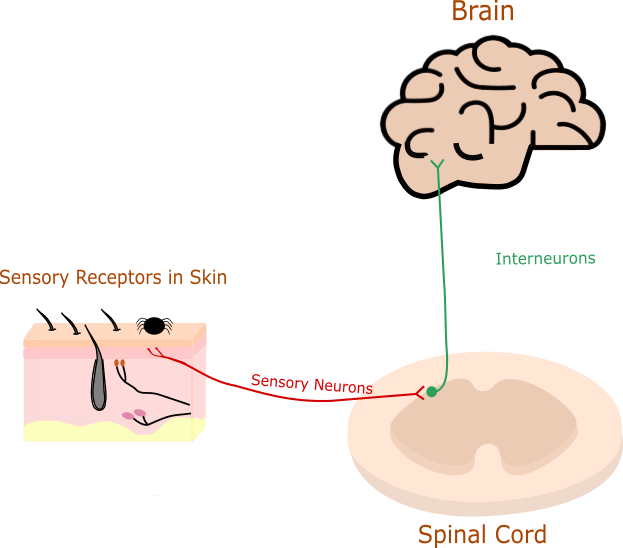 Brain
Interneurons
Sensory Receptors in Skin
Sensory Neurons
Spinal Cord